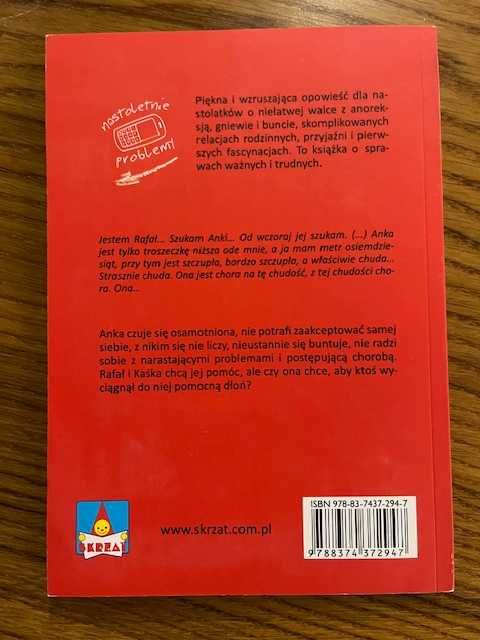 nastoletnie
problemy
Piękna i wzruszająca opowieść dla na-
stolatków o niełatwej walce z anorek-
sją, gniewie i buncie, skomplikowanych
relacjach rodzinnych, przyjaźni i pierw-
szych fascynacjach. To książka o spra-
wach ważnych i trudnych.
Jestem Rafał... Szukam Anki... Od wczoraj jej szukam. (...) Anka
jest tylko troszeczkę niższa ode mnie, a ja mam metr osiemdzie-
siąt, przy tym jest szczupła, bardzo szczupła, a właściwie chuda...
Strasznie chuda. Ona jest chora na tę chudość, z tej chudości cho-
ra. Ona...
Anka czuje się osamotniona, nie potrafi zaakceptować samej
siebie, z nikim się nie liczy, nieustannie się buntuje, nie radzi
sobie z narastającymi problemami i postępującą chorobą.
Rafał i Kaśka chcą jej pomóc, ale czy ona chce, aby ktoś wy-
ciągnął do niej pomocną dłoń?
SKRZAT
www.skrzat.com.pl
ISBN 978-83-7437-294-7
9 788374 372947